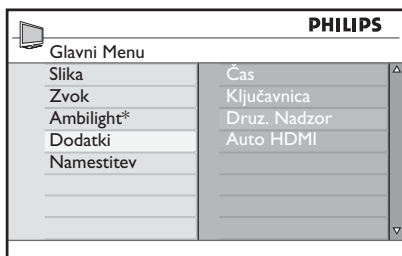 PHILIPS
Glavni Menu
Slika
Zvok
Ambilight*
Dodatki
Namestitev
Čas
Ključavnica
Druz. Nadzor
Auto HDMI